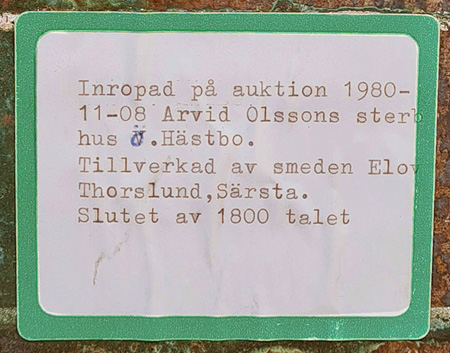 Inropad på auktion 1980-
11-08 Arvid Olssons sterb
hus Ö.Hästbo.
Tillverkad av smeden Elov
Thorslund,Särsta.
Slutet av 1800 talet